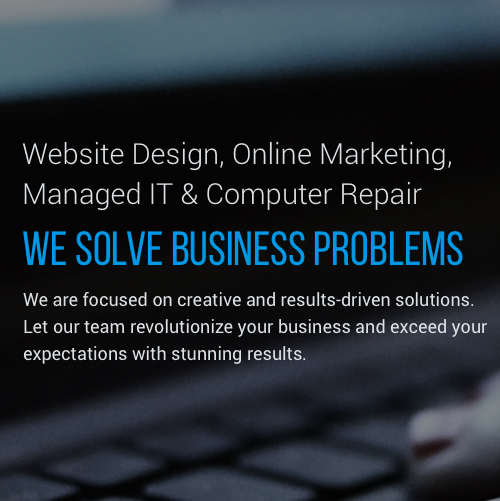 Website Design, Online Marketing,
Managed IT & Computer Repair
WE SOLVE BUSINESS PROBLEMS
We are focused on creative and results-driven solutions.
Let our team revolutionize your business and exceed your
expectations with stunning results.